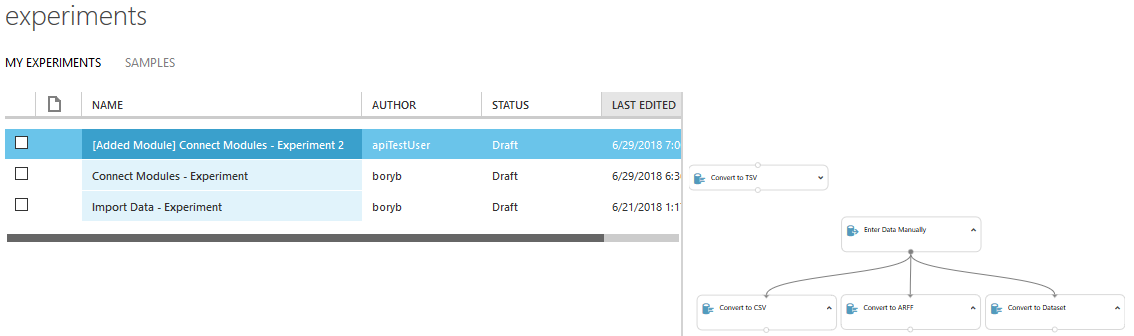 experiments
MY EXPERIMENTS SAMPLES
NAME AUTHOR STATUS LAST EDITED
[Added Module] Connect Modules - Experiment 2 apiTestUser Draft 6/29/2018 7:0
Connect Modules - Experiment boryb Draft 6/29/2018 6:3
Import Data - Experiment boryb Draft 6/21/2018 1:1
Convert to TSV
Enter Data Manually
Convert to CSV Convert to ARFF Convert to Dataset